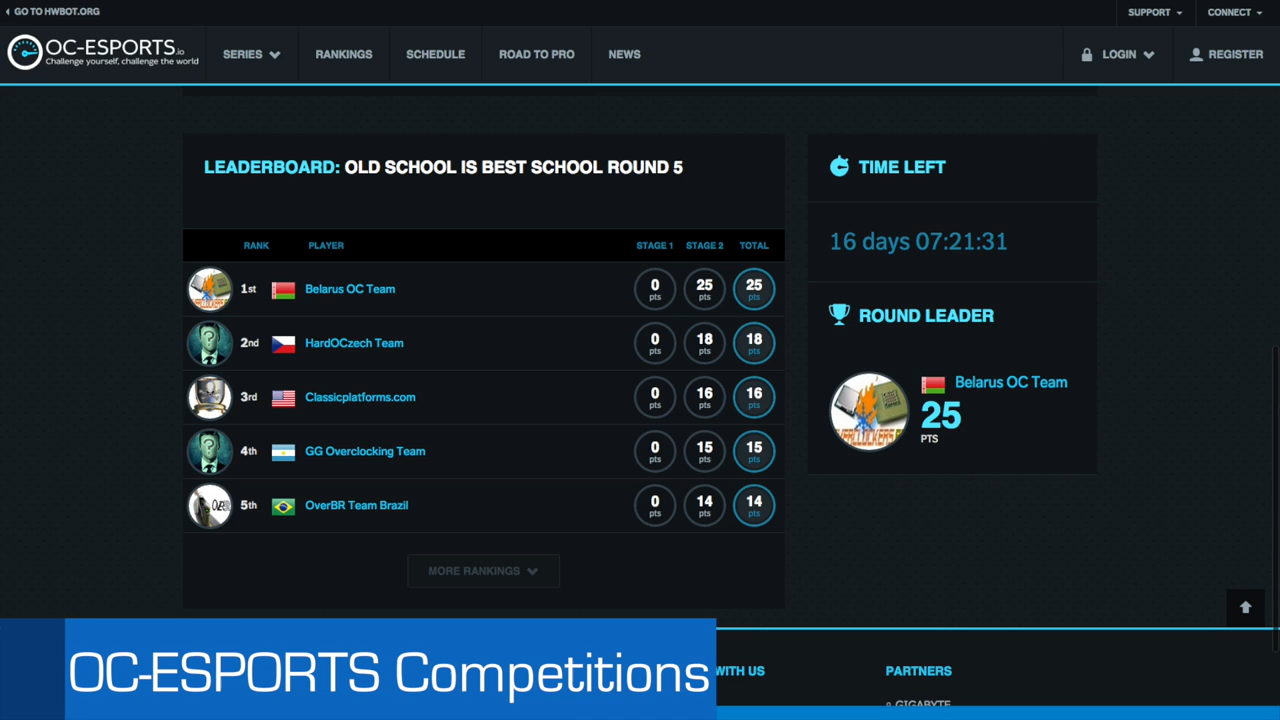 GO TO HWBOT.ORG
SUPPORT
CONNECT
OC-ESPORTS.io
Challenge yourself, challenge the world
SERIES
RANKINGS
SCHEDULE
ROAD TO PRO
NEWS
LOGIN
REGISTER
LEADERBOARD: OLD SCHOOL IS BEST SCHOOL ROUND 5
RANK PLAYER STAGE 1 STAGE 2 TOTAL
1st Belarus OC Team 0 pts 25 pts 25 pts
2nd HardOCzech Team 0 pts 18 pts 18 pts
3rd Classicplatforms.com 0 pts 16 pts 16 pts
4th GG Overclocking Team 0 pts 15 pts 15 pts
5th OverBR Team Brazil 0 pts 14 pts 14 pts
MORE RANKINGS
TIME LEFT
16 days 07:21:31
ROUND LEADER
Belarus OC Team
25
PTS
OC-ESPORTS Competitions
WITH US
PARTNERS
GIGABYTE